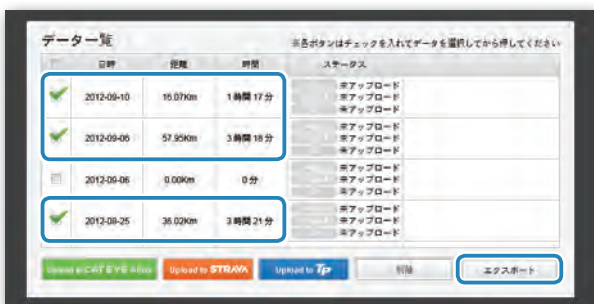 データ一覧
※各ボタンはチェックを入れてデータを選択してから押してください
日時 距離 時間 ステータス
2012-09-10 16.07Km 1時間17分
未アップロード
未アップロード
未アップロード
2012-09-06 57.95Km 3時間18分
未アップロード
未アップロード
未アップロード
2012-09-06 0.00Km 0分
未アップロード
未アップロード
未アップロード
2012-08-25 36.02Km 3時間21分
未アップロード
未アップロード
未アップロード
Upload to CATEYE Atlas Upload to STRAVA Upload to TP 削除 エクスポート